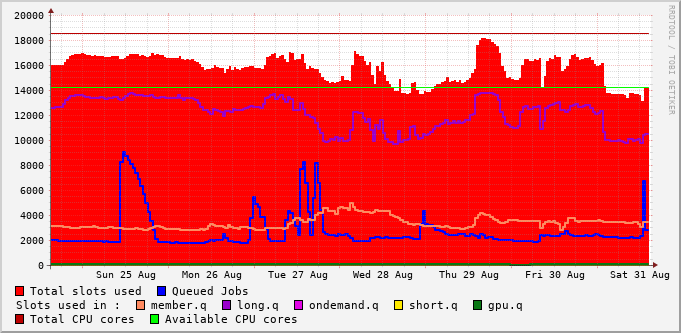 20000
18000
16000
14000
12000
10000
8000
6000
4000
2000
0
Sun 25 Aug Mon 26 Aug Tue 27 Aug Wed 28 Aug Thu 29 Aug Fri 30 Aug Sat 31 Aug
Total slots used Queued Jobs
Slots used in : member.q long.q ondemand.q short.q gpu.q
Total CPU cores Available CPU cores
RRDTOOL / TOBI OETIKER